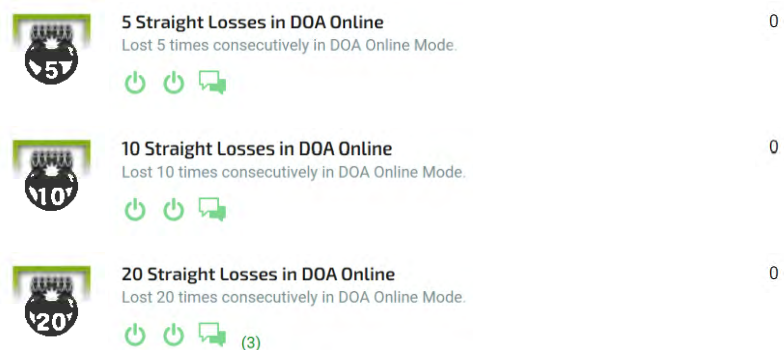 5 Straight Losses in DOA Online
0
Lost 5 times consecutively in DOA Online Mode.
5
10 Straight Losses in DOA Online
0
Lost 10 times consecutively in DOA Online Mode.
10
20 Straight Losses in DOA Online
0
Lost 20 times consecutively in DOA Online Mode.
20
(3)